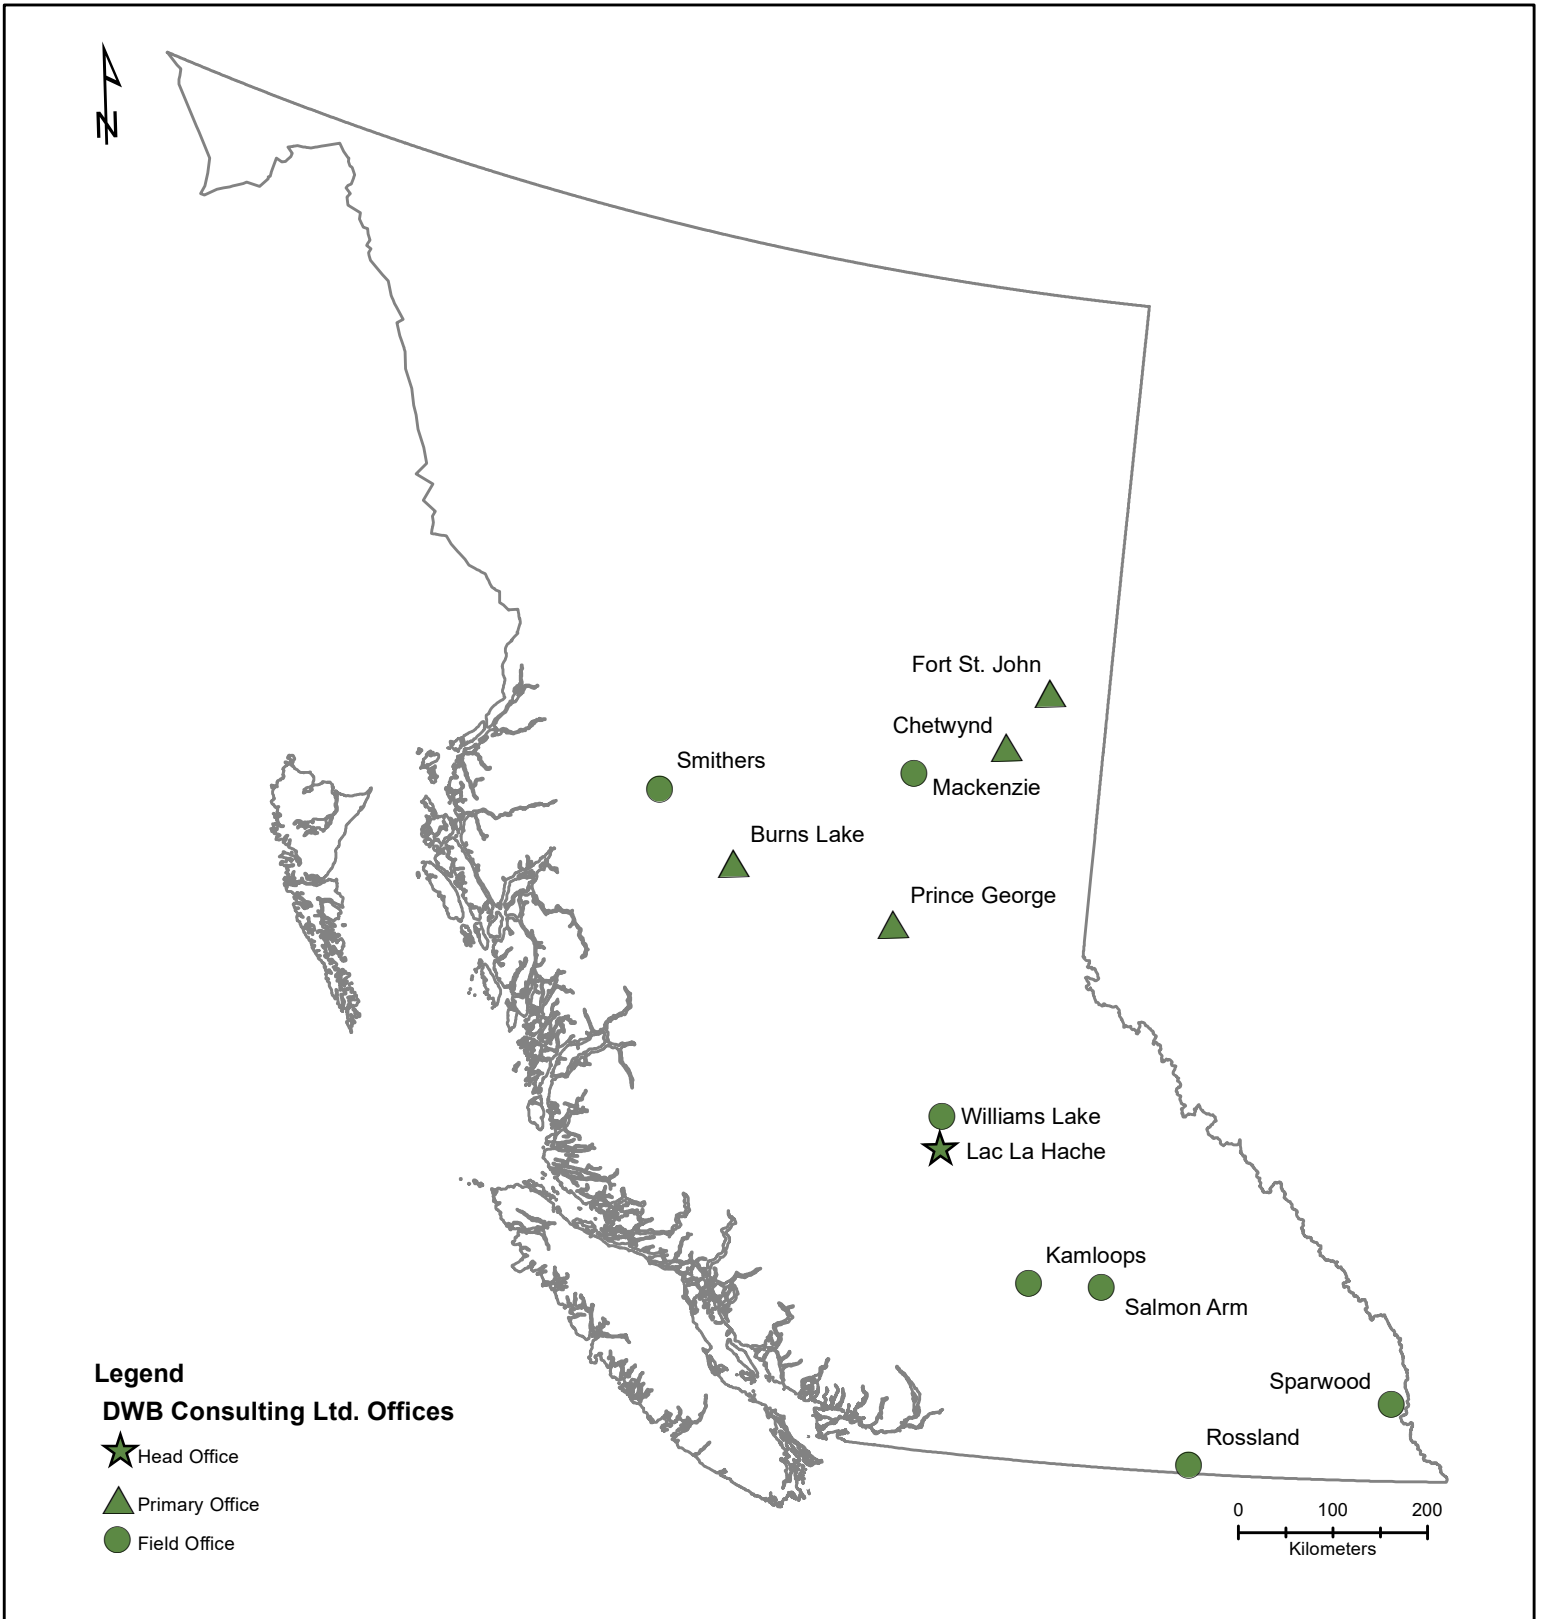 N
Fort St. John
Chetwynd
Smithers
Mackenzie
Burns Lake
Prince George
Williams Lake
Lac La Hache
Kamloops
Salmon Arm
Sparwood
Rossland
Legend
DWB Consulting Ltd. Offices
Head Office
Primary Office
Field Office
0 100 200
Kilometers